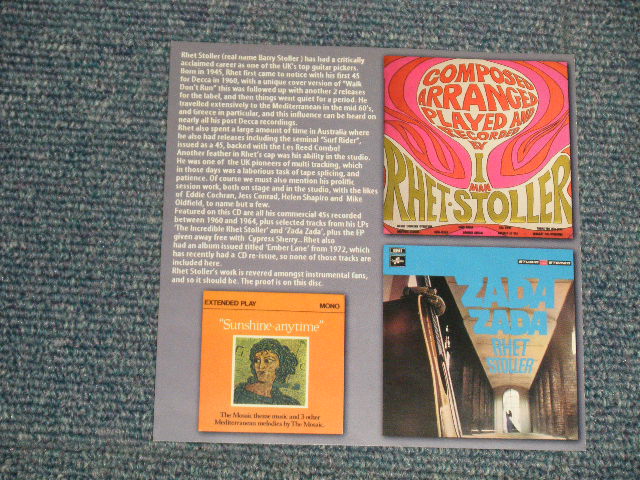 Rhet Stoller (real name Barry Stoller ) has had a critically
acclaimed career as one of the UK's top guitar pickers.
Born in 1945, Rhet first came to notice with his first 45
for Decca in 1960, with a unique cover version of "Walk
Don't Run" this was followed up with another 2 releases
for the label, and then things went quiet for a period. He
travelled extensively to the Mediterranean in the mid 60's,
and Greece in particular, and this influence can be heard on
nearly all his post Decca recordings.
Rhet also spent a large amount of time in Australia where
he also had releases including the seminal "Surf Rider",
issued as a 45, backed with the Les Reed Combo!
Another feather in Rhet's cap was his ability in the studio.
He was one of the UK pioneers of multi tracking, which
in those days was a laborious task of tape splicing, and
patience. Of course we must also mention his prolific
session work, both on stage and in the studio, with the likes
of Eddie Cochran, Jess Conrad, Helen Shapiro and Mike
Oldfield, to name but a few.
Featured on this CD are all his commercial 45s recorded
between 1960 and 1964, plus selected tracks from his LPs
'The Incredible Rhet Stoller' and 'Zada Zada', plus the EP
given away free with Cypress Sherry.. Rhet also
had an album issued titled 'Ember Lane' from 1972, which
has recently had a CD re-issue, so none of those tracks are
included here.
Rhet Stoller's work is revered amongst instrumental fans,
and so it should be. The proof is on this disc.
EXTENDED PLAY MONO
"Sunshine-anytime"
The Mosaic theme music and 3 other
Mediterranean melodies by The Mosaic.
COMPOSED
ARRANGED
PLAYED AND
RECORDED
BY
1
MAN
RHET·STOLLER
STUDIO 2 STEREO
ZADA
ZADA
RHET
STOLLER